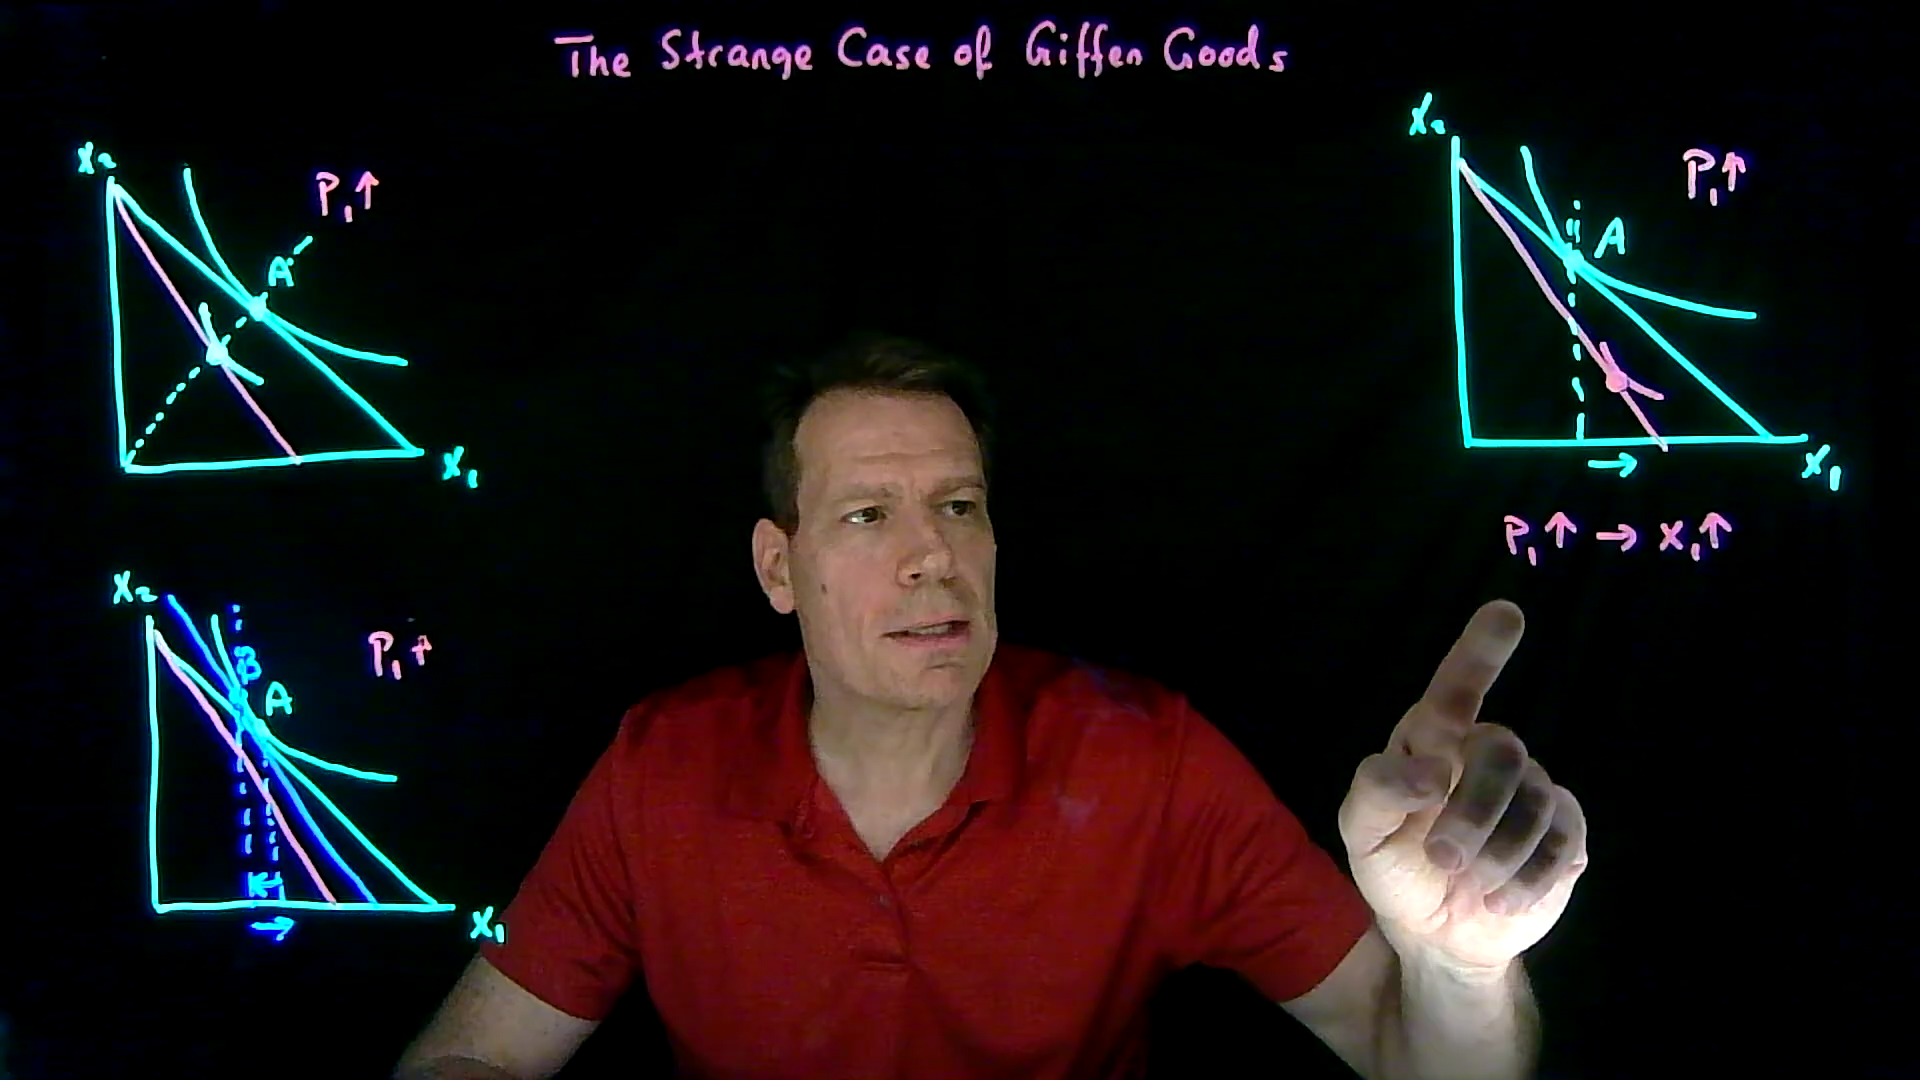 The Strange Case of Giffen Goods
X₂
P₁↑
A
X₁
X₂
P₁↑
A
X₁
P₁↑ → X₁↑
X₂
P₁↑
B
A
X₁